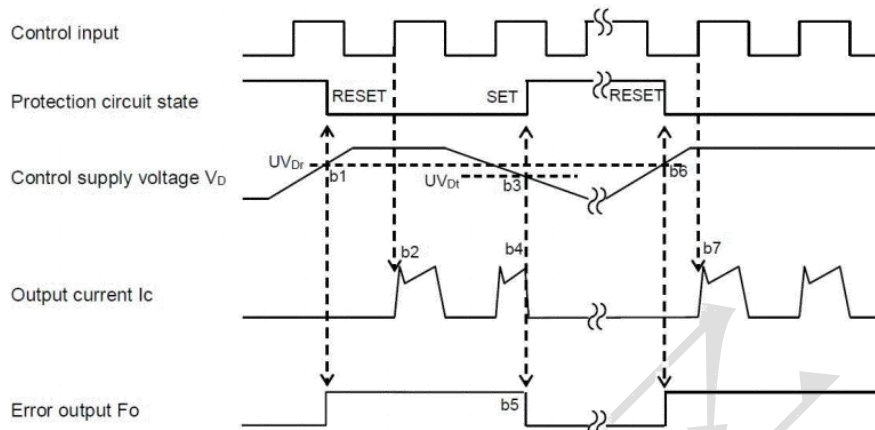 Control input
Protection circuit state
RESET
SET
RESET
Control supply voltage VD
UVDr
b1
UVDt
b3
b6
Output current Ic
b2
b4
b7
Error output Fo
b5